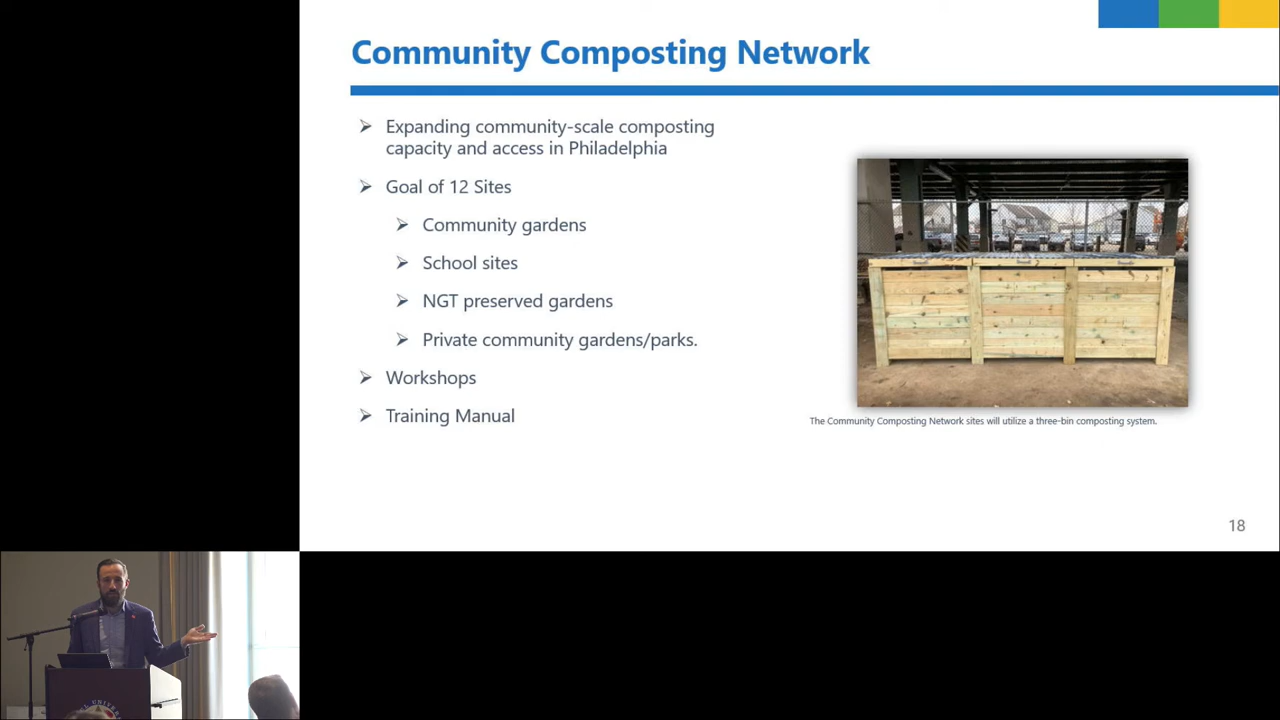 Community Composting Network
Expanding community-scale composting
capacity and access in Philadelphia
Goal of 12 Sites
Community gardens
School sites
NGT preserved gardens
Private community gardens/parks.
Workshops
Training Manual
The Community Composting Network sites will utilize a three-bin composting system.
18